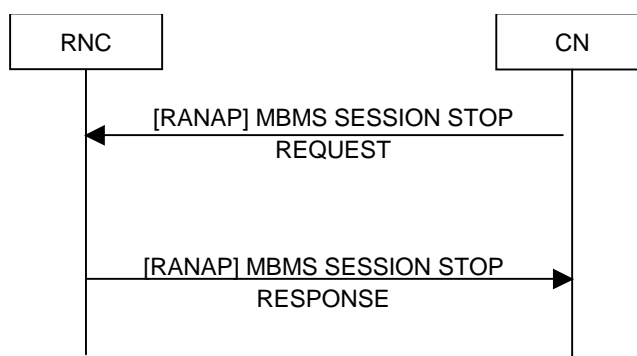 RNC
CN
[RANAP] MBMS SESSION STOP
REQUEST
[RANAP] MBMS SESSION STOP
RESPONSE